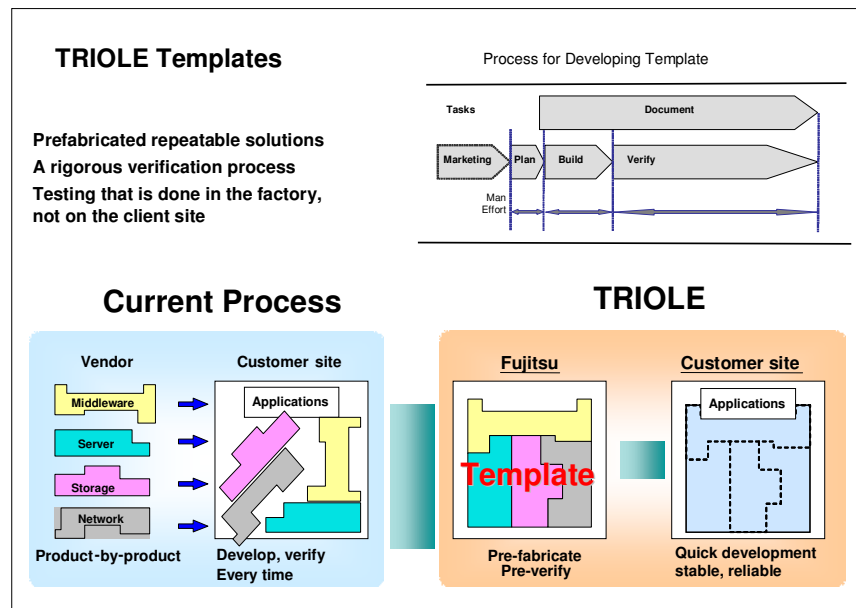 TRIOLE Templates
Prefabricated repeatable solutions
A rigorous verification process
Testing that is done in the factory,
not on the client site
Process for Developing Template
Tasks
Document
Marketing
Plan
Build
Verify
Man
Effort
Current Process
Vendor
Middleware
Server
Storage
Network
Product-by-product
Customer site
Applications
Develop, verify
Every time
TRIOLE
Fujitsu
Template
Pre-fabricate
Pre-verify
Customer site
Applications
Quick development
stable, reliable